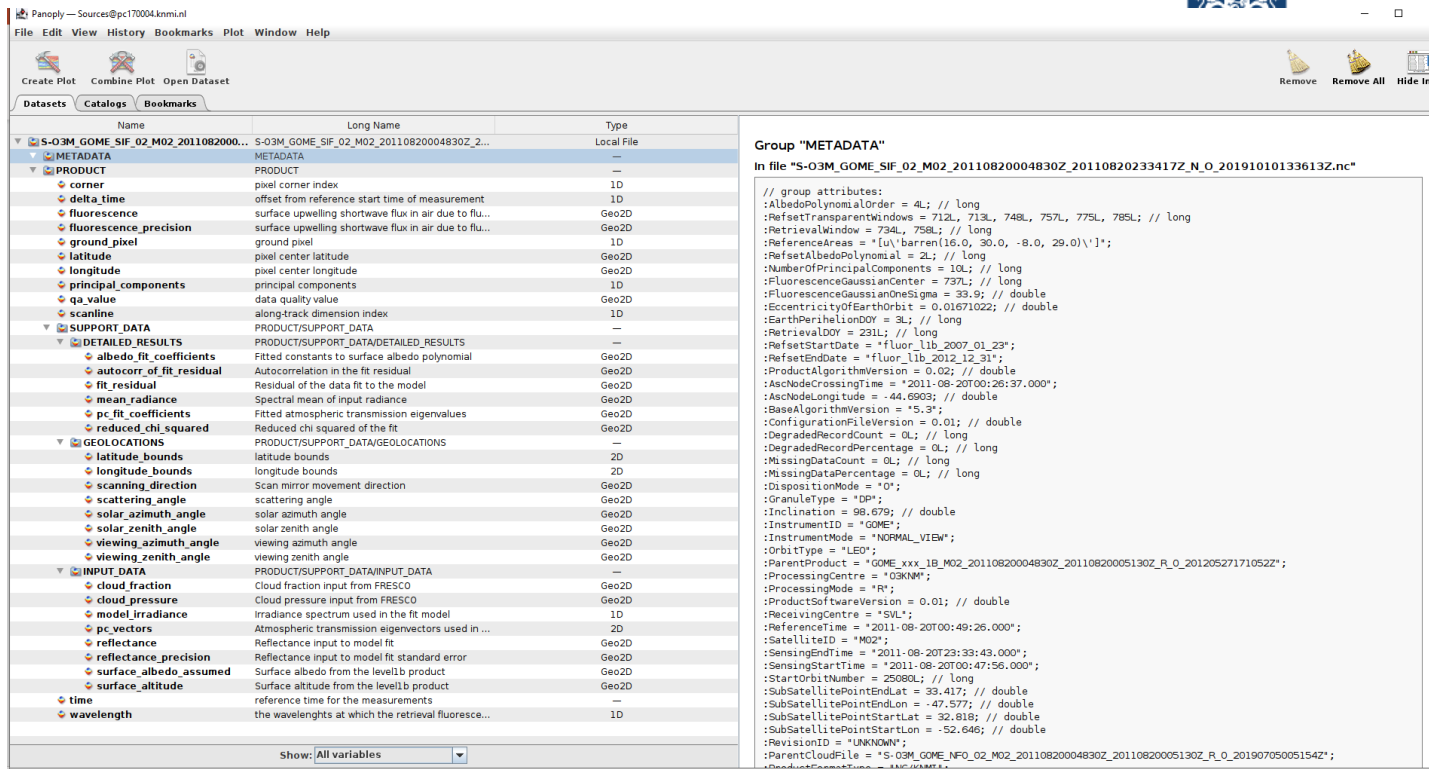 Panoply — Sources@pc170004.knmi.nl
File Edit View History Bookmarks Plot Window Help
Create Plot Combine Plot Open Dataset Remove Remove All Hide In
Datasets Catalogs Bookmarks
Name Long Name Type
S-O3M_GOME_SIF_02_M02_2011082000... S-O3M_GOME_SIF_02_M02_20110820004830Z_2... Local File
METADATA METADATA —
PRODUCT PRODUCT —
corner pixel corner index 1D
delta_time offset from reference start time of measurement 1D
fluorescence surface upwelling shortwave flux in air due to flu... Geo2D
fluorescence_precision surface upwelling shortwave flux in air due to flu... Geo2D
ground_pixel ground pixel 1D
latitude pixel center latitude Geo2D
longitude pixel center longitude Geo2D
principal_components principal components 1D
qa_value data quality value Geo2D
scanline along-track dimension index 1D
SUPPORT_DATA PRODUCT/SUPPORT_DATA —
DETAILED_RESULTS PRODUCT/SUPPORT_DATA/DETAILED_RESULTS —
albedo_fit_coefficients Fitted constants to surface albedo polynomial Geo2D
autocorr_of_fit_residual Autocorrelation in the fit residual Geo2D
fit_residual Residual of the data fit to the model Geo2D
mean_radiance Spectral mean of input radiance Geo2D
pc_fit_coefficients Fitted atmospheric transmission eigenvalues Geo2D
reduced_chi_squared Reduced chi squared of the fit Geo2D
GEOLOCATIONS PRODUCT/SUPPORT_DATA/GEOLOCATIONS —
latitude_bounds latitude bounds 2D
longitude_bounds longitude bounds 2D
scanning_direction Scan mirror movement direction Geo2D
scattering_angle scattering angle Geo2D
solar_azimuth_angle solar azimuth angle Geo2D
solar_zenith_angle solar zenith angle Geo2D
viewing_azimuth_angle viewing azimuth angle Geo2D
viewing_zenith_angle viewing zenith angle Geo2D
INPUT_DATA PRODUCT/SUPPORT_DATA/INPUT_DATA —
cloud_fraction Cloud fraction input from FRESCO Geo2D
cloud_pressure Cloud pressure input from FRESCO Geo2D
model_irradiance Irradiance spectrum used in the fit model 1D
pc_vectors Atmospheric transmission eigenvectors used in ... 2D
reflectance Reflectance input to model fit Geo2D
reflectance_precision Reflectance input to model fit standard error Geo2D
surface_albedo_assumed Surface albedo from the level1b product Geo2D
surface_altitude Surface altitude from the level1b product Geo2D
time reference time for the measurements —
wavelength the wavelenghts at which the retrieval fluoresce... 1D
Show: All variables
Group "METADATA"
In file "S-O3M_GOME_SIF_02_M02_20110820004830Z_20110820233417Z_N_O_20191010133613Z.nc"
// group attributes:
:AlbedoPolynomialOrder = 4L; // long
:RefsetTransparentWindows = 712L, 713L, 748L, 757L, 775L, 785L; // long
:RetrievalWindow = 734L, 758L; // long
:ReferenceAreas = "[u\'barren(16.0, 30.0, -8.0, 29.0)\']";
:RefsetAlbedoPolynomial = 2L; // long
:NumberOfPrincipalComponents = 10L; // long
:FluorescenceGaussianCenter = 737L; // long
:FluorescenceGaussianOneSigma = 33.9; // double
:EccentricityOfEarthOrbit = 0.01671022; // double
:EarthPerihelionDOY = 3L; // long
:RetrievalDOY = 231L; // long
:RefsetStartDate = "fluor_l1b_2007_01_23";
:RefsetEndDate = "fluor_l1b_2012_12_31";
:ProductAlgorithmVersion = 0.02; // double
:AscNodeCrossingTime = "2011-08-20T00:26:37.000";
:AscNodeLongitude = -44.6903; // double
:BaseAlgorithmVersion = "5.3";
:ConfigurationFileVersion = 0.01; // double
:DegradedRecordCount = 0L; // long
:DegradedRecordPercentage = 0L; // long
:MissingDataCount = 0L; // long
:MissingDataPercentage = 0L; // long
:DispositionMode = "O";
:GranuleType = "DP";
:Inclination = 98.679; // double
:InstrumentID = "GOME";
:InstrumentMode = "NORMAL_VIEW";
:OrbitType = "LEO";
:ParentProduct = "GOME_xxx_1B_M02_20110820004830Z_20110820005130Z_R_O_20120527171052Z";
:ProcessingCentre = "O3KNM";
:ProcessingMode = "R";
:ProductSoftwareVersion = 0.01; // double
:ReceivingCentre = "SVL";
:ReferenceTime = "2011-08-20T00:49:26.000";
:SatelliteID = "M02";
:SensingEndTime = "2011-08-20T23:33:43.000";
:SensingStartTime = "2011-08-20T00:47:56.000";
:StartOrbitNumber = 25080L; // long
:SubSatellitePointEndLat = 33.417; // double
:SubSatellitePointEndLon = -47.577; // double
:SubSatellitePointStartLat = 32.818; // double
:SubSatellitePointStartLon = -52.646; // double
:RevisionID = "UNKNOWN";
:ParentCloudFile = "S-O3M_GOME_NFO_02_M02_20110820004830Z_20110820005130Z_R_O_20190705005154Z";
:ProductFormatType = "NC/KNMI";